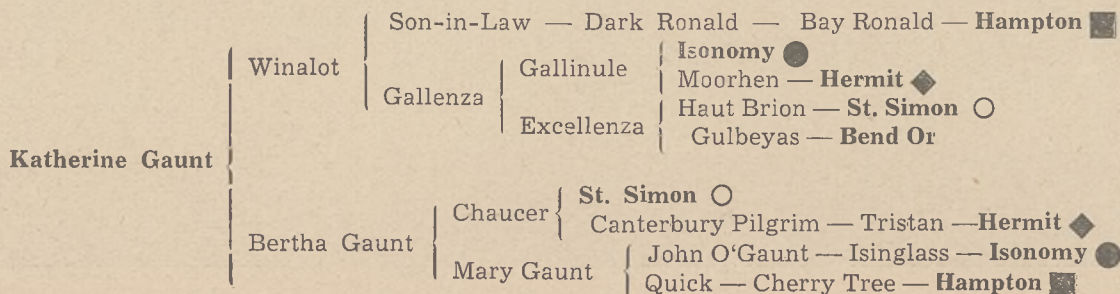 Son-in-Law — Dark Ronald — Bay Ronald — Hampton ■
Isonomy ●
Winalot
Gallinule
Moorhen — Hermit ◆
Gallenza
Haut Brion — St. Simon ○
Excellenza
Gulbeyas — Bend Or
Katherine Gaunt
St. Simon ○
Chaucer
Canterbury Pilgrim — Tristan — Hermit ◆
Bertha Gaunt
John O'Gaunt — Isinglass — Isonomy ●
Mary Gaunt
Quick — Cherry Tree — Hampton ■